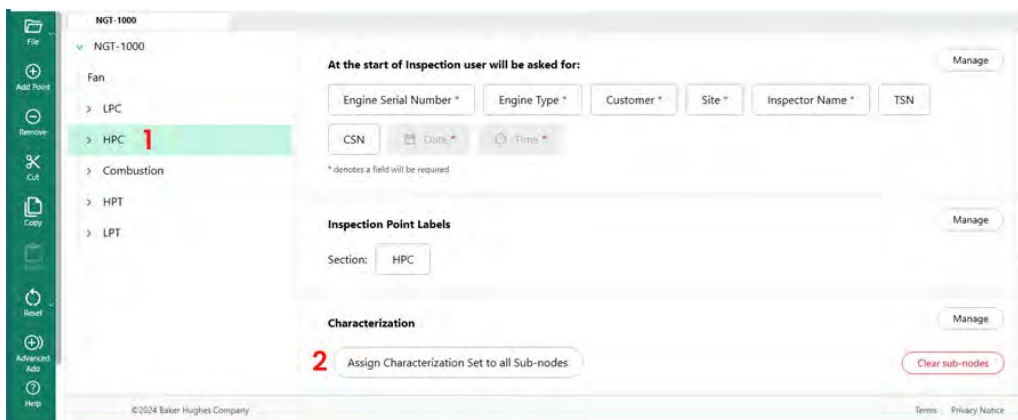 File
Add Point
Remove
Cut
Copy
Reset
Advanced
Add
Help
NGT-1000
NGT-1000
Fan
LPC
HPC 1
Combustion
HPT
LPT
At the start of Inspection user will be asked for:
Manage
Engine Serial Number * Engine Type * Customer * Site * Inspector Name * TSN
CSN Date * Time *
* denotes a field will be required
Inspection Point Labels
Manage
Section: HPC
Characterization
Manage
2 Assign Characterization Set to all Sub-nodes
Clear sub-nodes
©2024 Baker Hughes Company
Terms Privacy Notice